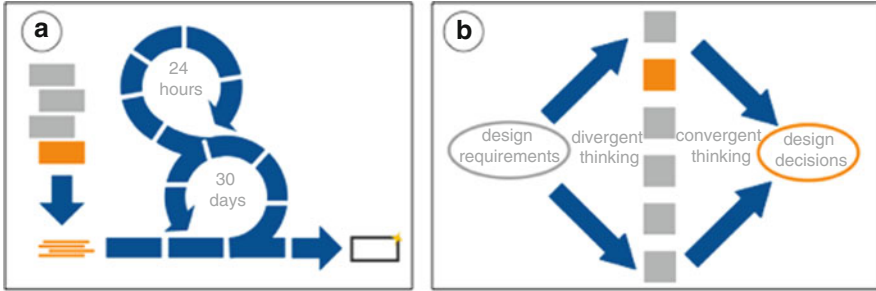 a
24
hours
30
days
b
design
requirements
divergent
thinking
convergent
thinking
design
decisions